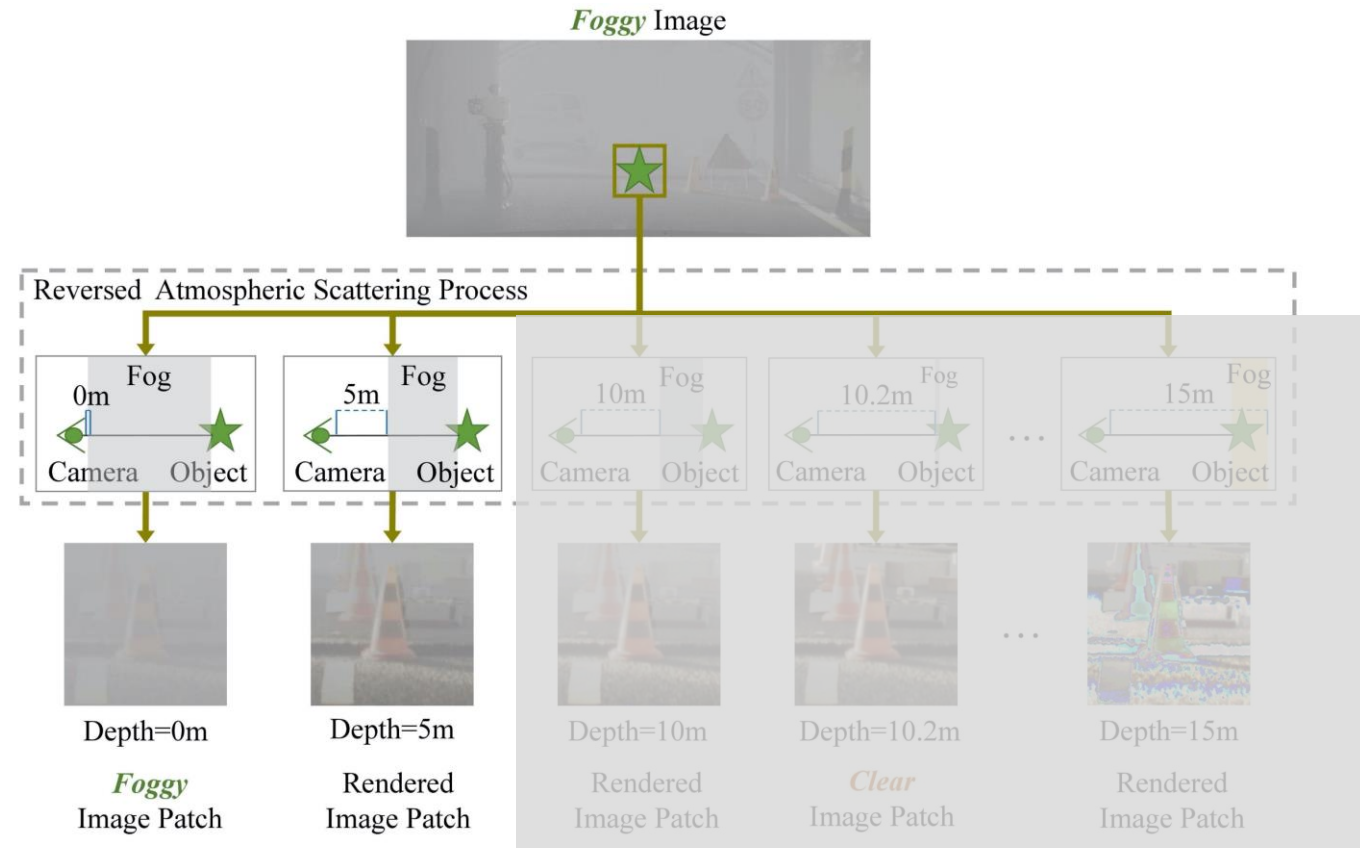 Foggy Image
Reversed Atmospheric Scattering Process
Fog
0m
Camera Object
Fog
5m
Camera Object
Fog
10m
Camera Object
Fog
10.2m
Camera Object
...
Fog
15m
Camera Object
Depth=0m
Depth=5m
Depth=10m
Depth=10.2m
...
Depth=15m
Foggy
Image Patch
Rendered
Image Patch
Rendered
Image Patch
Clear
Image Patch
Rendered
Image Patch